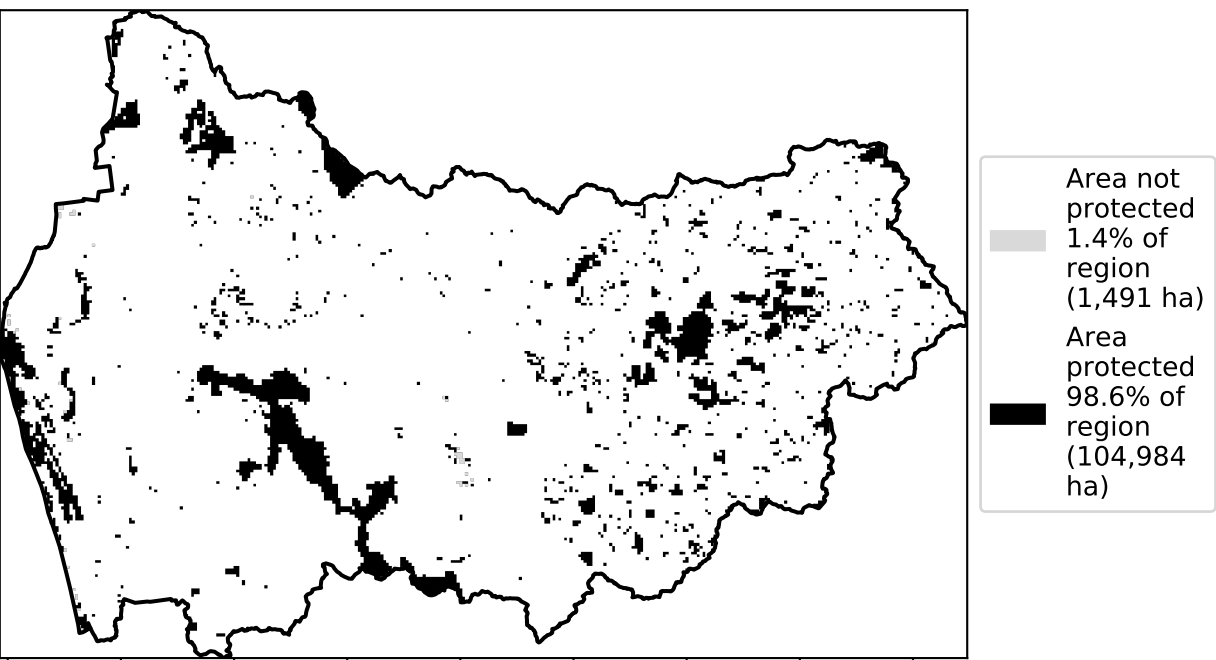 Area not
protected
1.4% of
region
(1,491 ha)
Area
protected
98.6% of
region
(104,984
ha)